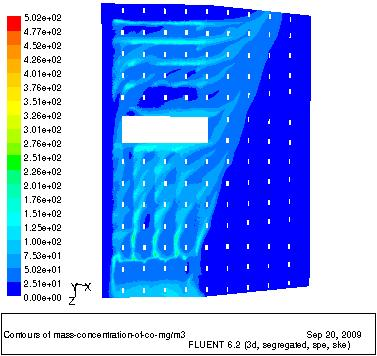 5.02e+02
4.77e+02
4.52e+02
4.26e+02
4.01e+02
3.76e+02
3.51e+02
3.26e+02
3.01e+02
2.76e+02
2.51e+02
2.26e+02
2.01e+02
1.76e+02
1.51e+02
1.25e+02
1.00e+02
7.53e+01
5.02e+01
2.51e+01
0.00e+00
Y X
Z
Contours of mass-concentration-of-co-mg/m3
Sep 20, 2009
FLUENT 6.2 (3d, segregated, spe, ske)